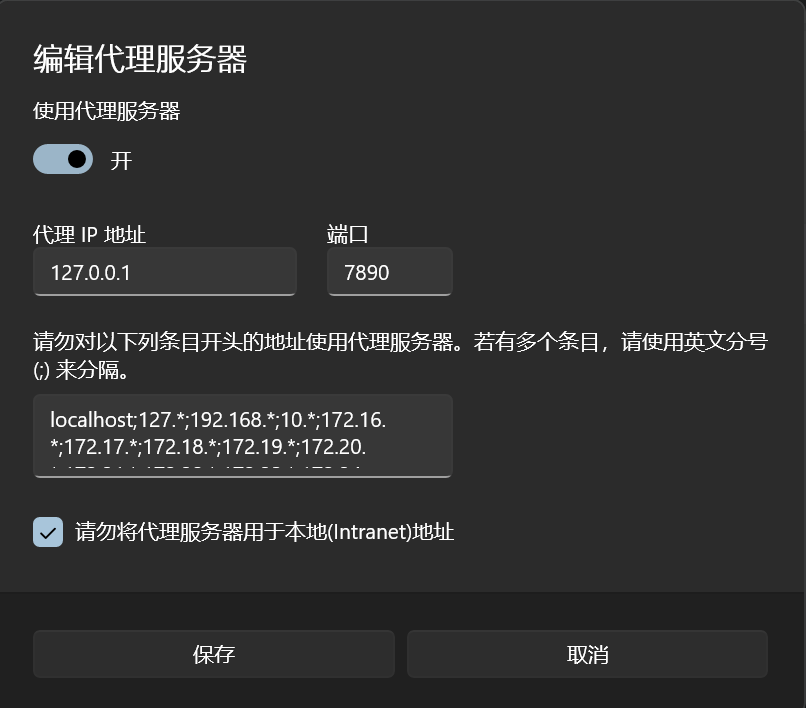 编辑代理服务器
使用代理服务器
开
代理 IP 地址
端口
127.0.0.1
7890
请勿对以下列条目开头的地址使用代理服务器。若有多个条目，请使用英文分号
(;) 来分隔。
localhost;127.*;192.168.*;10.*;172.16.
*;172.17.*;172.18.*;172.19.*;172.20.
请勿将代理服务器用于本地(Intranet)地址
保存
取消